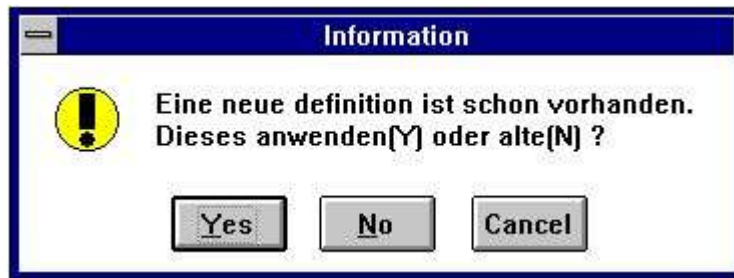 Information
Eine neue definition ist schon vorhanden.
Dieses anwenden(Y) oder alte(N) ?
Yes No Cancel